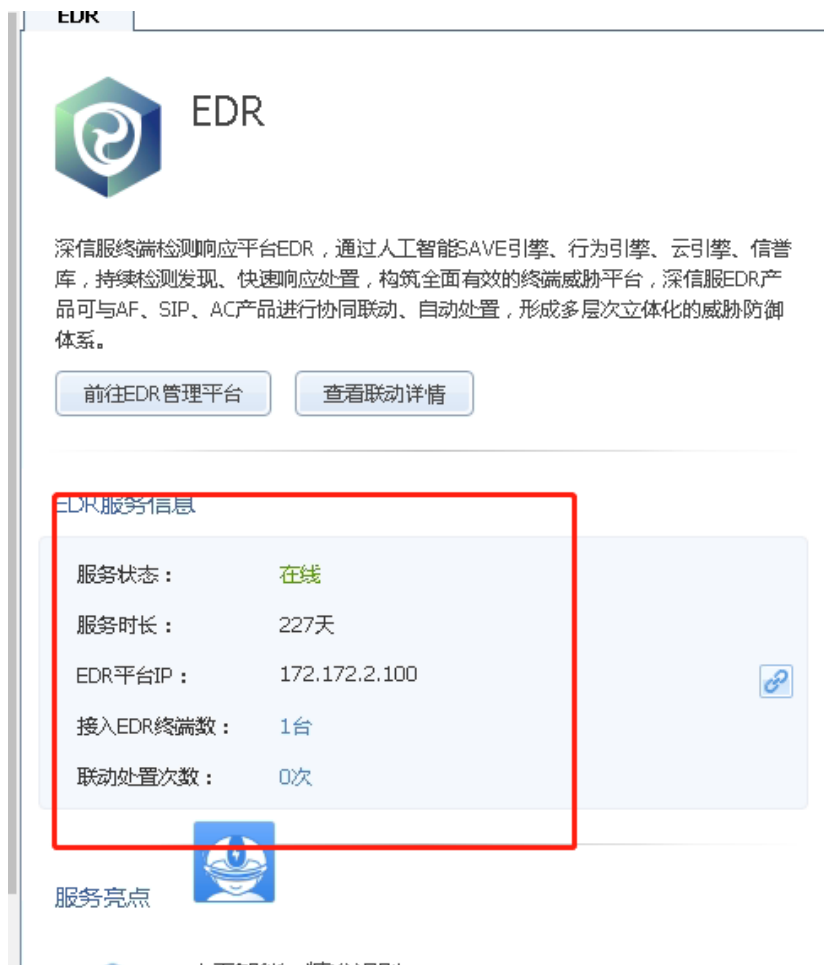 EDR
EDR
深信服终端检测响应平台EDR，通过人工智能SAVE引擎、行为引擎、云引擎、信誉
库，持续检测发现、快速响应处置，构筑全面有效的终端威胁平台，深信服EDR产
品可与AF、SIP、AC产品进行协同联动、自动处置，形成多层次立体化的威胁防御
体系。
前往EDR管理平台 查看联动详情
EDR服务信息
服务状态： 在线
服务时长： 227天
EDR平台IP： 172.172.2.100
接入EDR终端数： 1台
联动处置次数： 0次
服务亮点